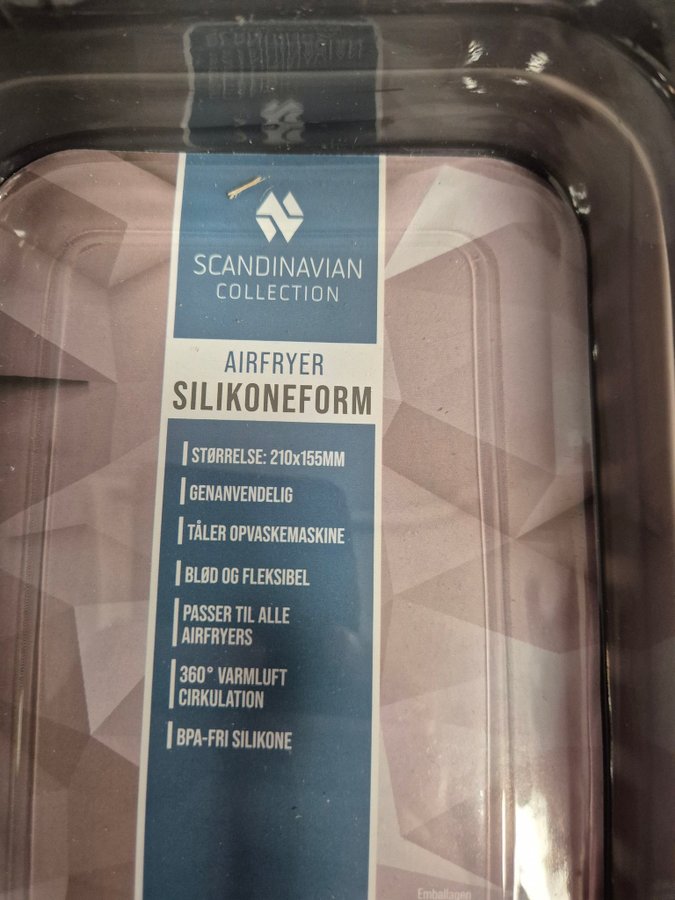 SCANDINAVIAN
COLLECTION
AIRFRYER
SILIKONEFORM
STØRRELSE: 210x155MM
GENANVENDELIG
TÅLER OPVASKEMASKINE
BLØD OG FLEKSIBEL
PASSER TIL ALLE
AIRFRYERS
360° VARMLUFT
CIRKULATION
BPA-FRI SILIKONE
Emballagen